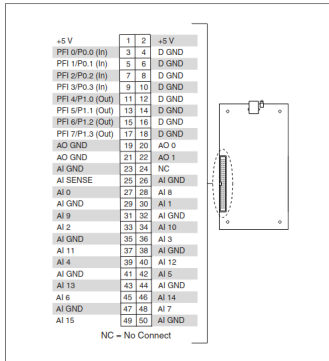 +5 V 1 2 +5 V
PFI 0/P0.0 (In) 3 4 D GND
PFI 1/P0.1 (In) 5 6 D GND
PFI 2/P0.2 (In) 7 8 D GND
PFI 3/P0.3 (In) 9 10 D GND
PFI 4/P1.0 (Out) 11 12 D GND
PFI 5/P1.1 (Out) 13 14 D GND
PFI 6/P1.2 (Out) 15 16 D GND
PFI 7/P1.3 (Out) 17 18 D GND
AO GND 19 20 AO 0
AO GND 21 22 AO 1
AI GND 23 24 NC
AI SENSE 25 26 AI GND
AI 0 27 28 AI 8
AI GND 29 30 AI 1
AI 9 31 32 AI GND
AI 2 33 34 AI 10
AI GND 35 36 AI 3
AI 11 37 38 AI GND
AI 4 39 40 AI 12
AI GND 41 42 AI 5
AI 13 43 44 AI GND
AI 6 45 46 AI 14
AI GND 47 48 AI 7
AI 15 49 50 AI GND
NC = No Connect